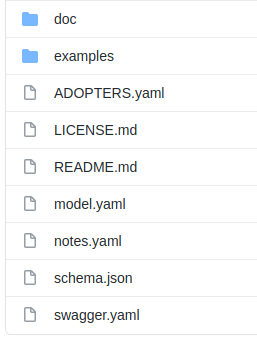 doc
examples
ADOPTERS.yaml
LICENSE.md
README.md
model.yaml
notes.yaml
schema.json
swagger.yaml